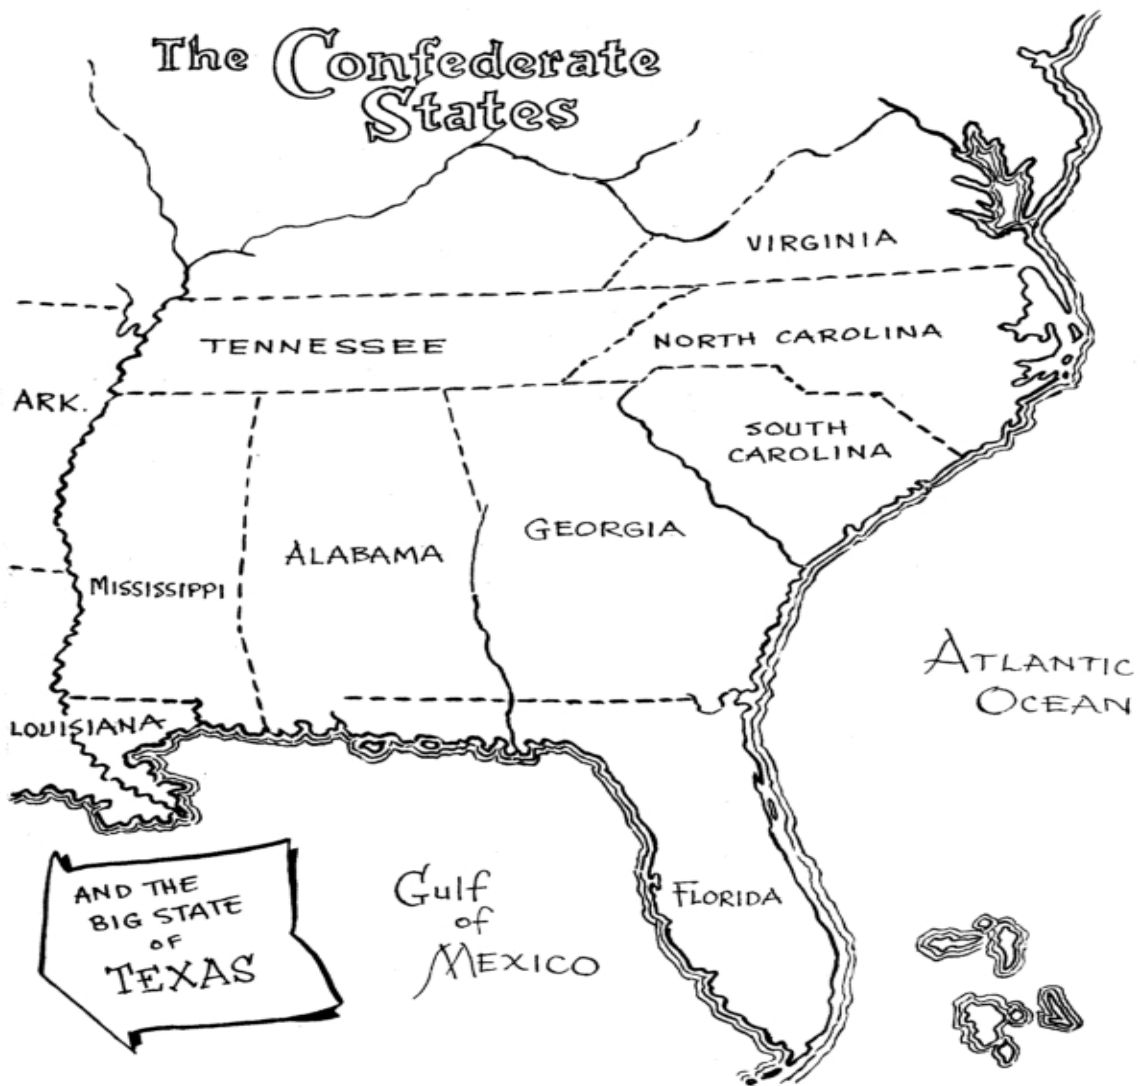 The Confederate
States
VIRGINIA
TENNESSEE
NORTH CAROLINA
ARK.
SOUTH
CAROLINA
GEORGIA
ALABAMA
MISSISSIPPI
ATLANTIC
OCEAN
LOUISIANA
AND THE
BIG STATE
OF
TEXAS
Gulf
of
MEXICO
FLORIDA